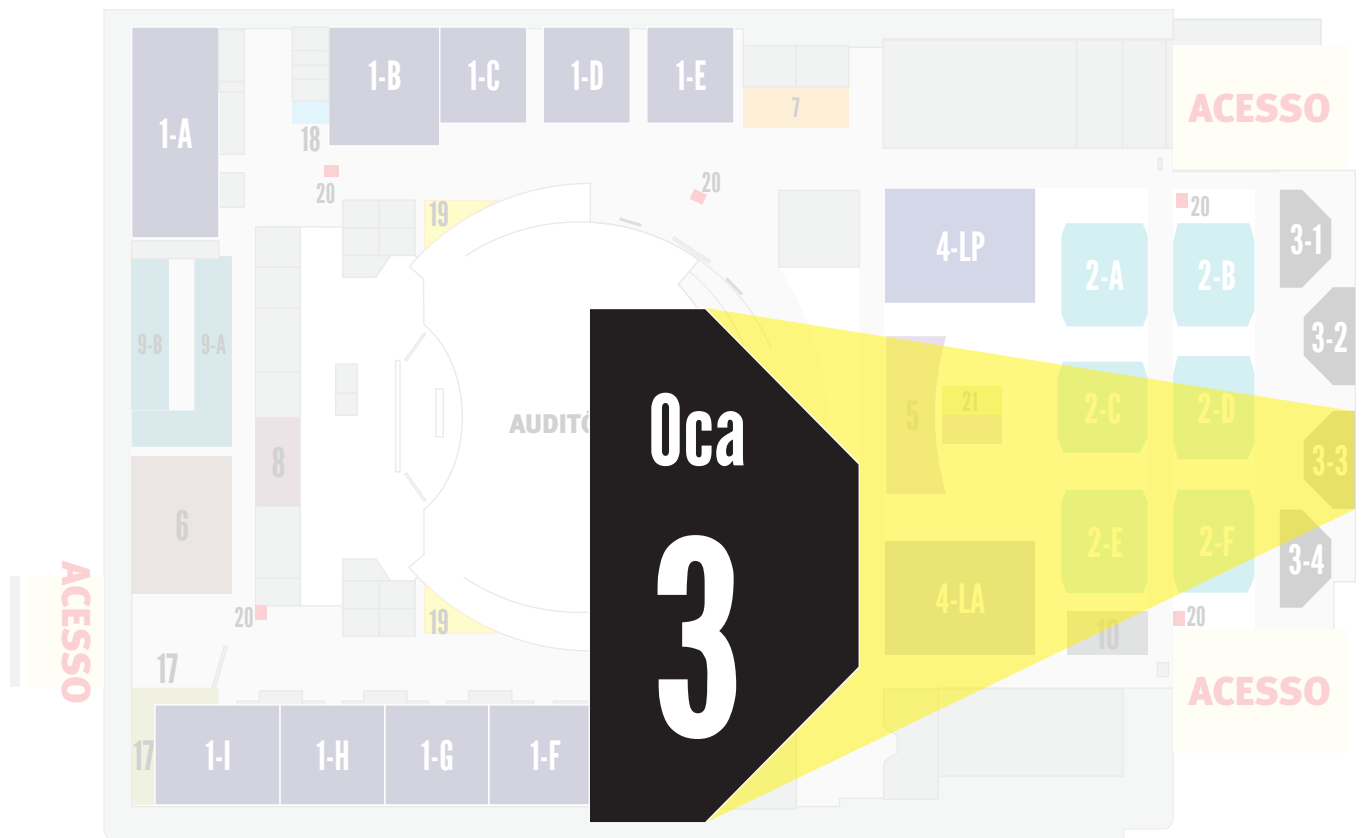 1-A
1-B
1-C
1-D
1-E
7
ACESSO
18
20
20
19
4-LP
2-A
2-B
20
3-1
3-2
9-B
9-A
5
21
2-C
2-D
3-3
AUDITÓ
Oca
3
8
6
2-E
2-F
3-4
4-LA
10
20
ACESSO
20
19
17
ACESSO
17
1-I
1-H
1-G
1-F